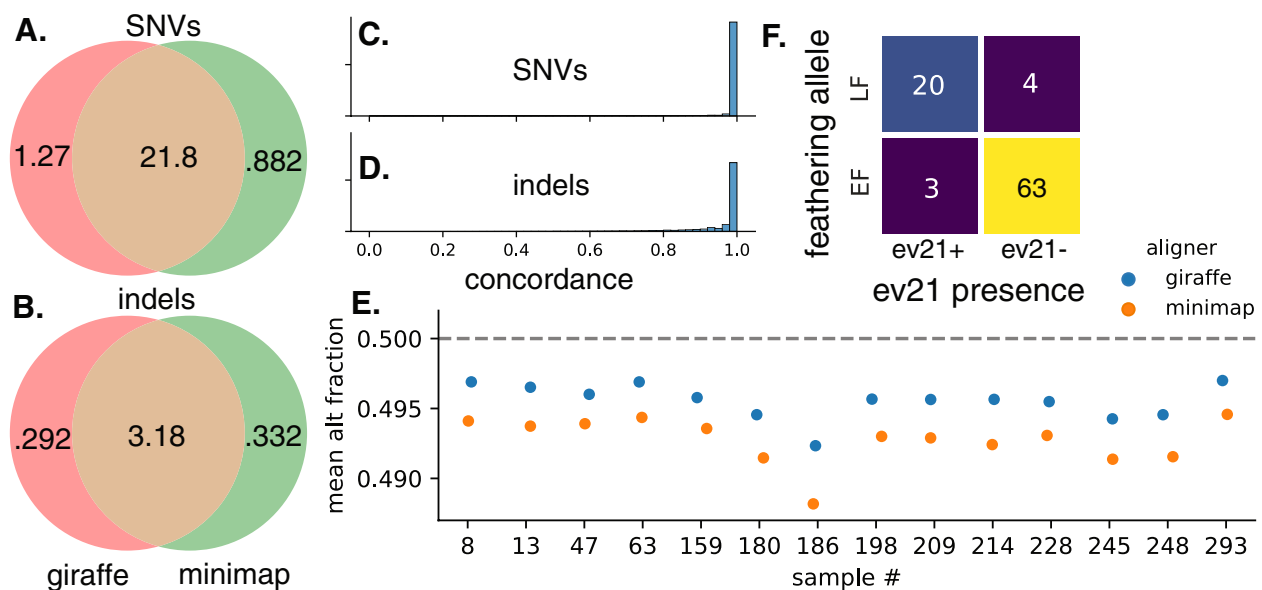 A.
SNVs
1.27
21.8
.882
B.
indels
.292
3.18
.332
giraffe
minimap
C.
SNVs
D.
indels
0.0 0.2 0.4 0.6 0.8 1.0
concordance
F.
feathering allele
LF
EF
20 4
3 63
ev21+ ev21-
ev21 presence
aligner
giraffe
minimap
E.
mean alt fraction
0.500
0.495
0.490
8 13 47 63 159 180 186 198 209 214 228 245 248 293
sample #